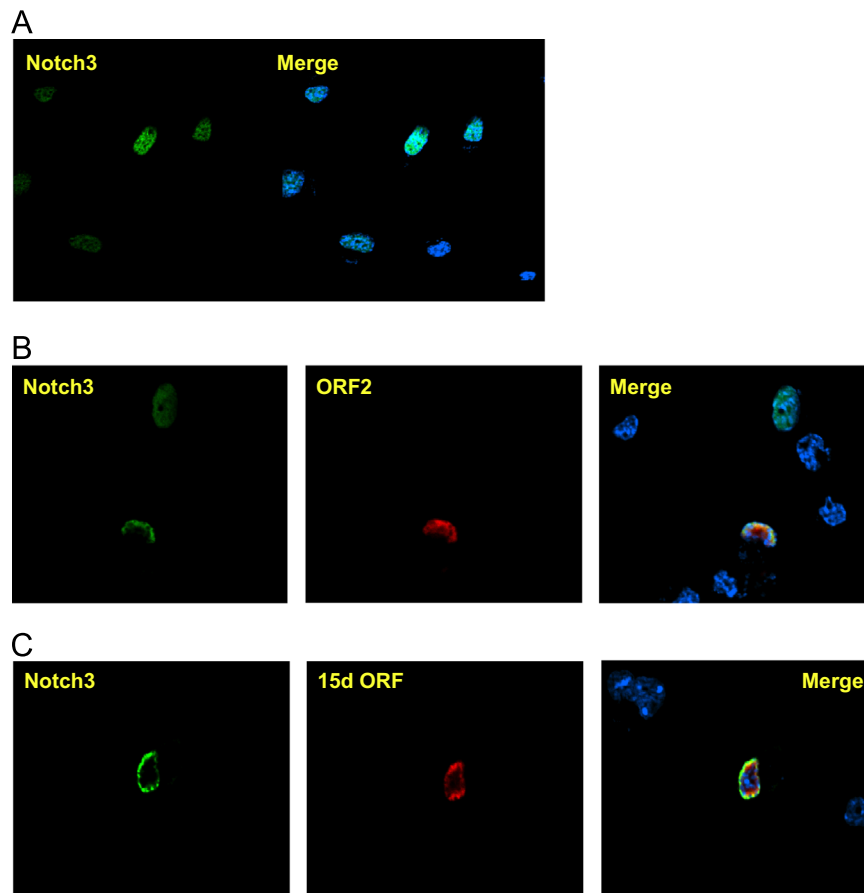 A
Notch3 Merge
B
Notch3 ORF2 Merge
C
Notch3 15d ORF Merge